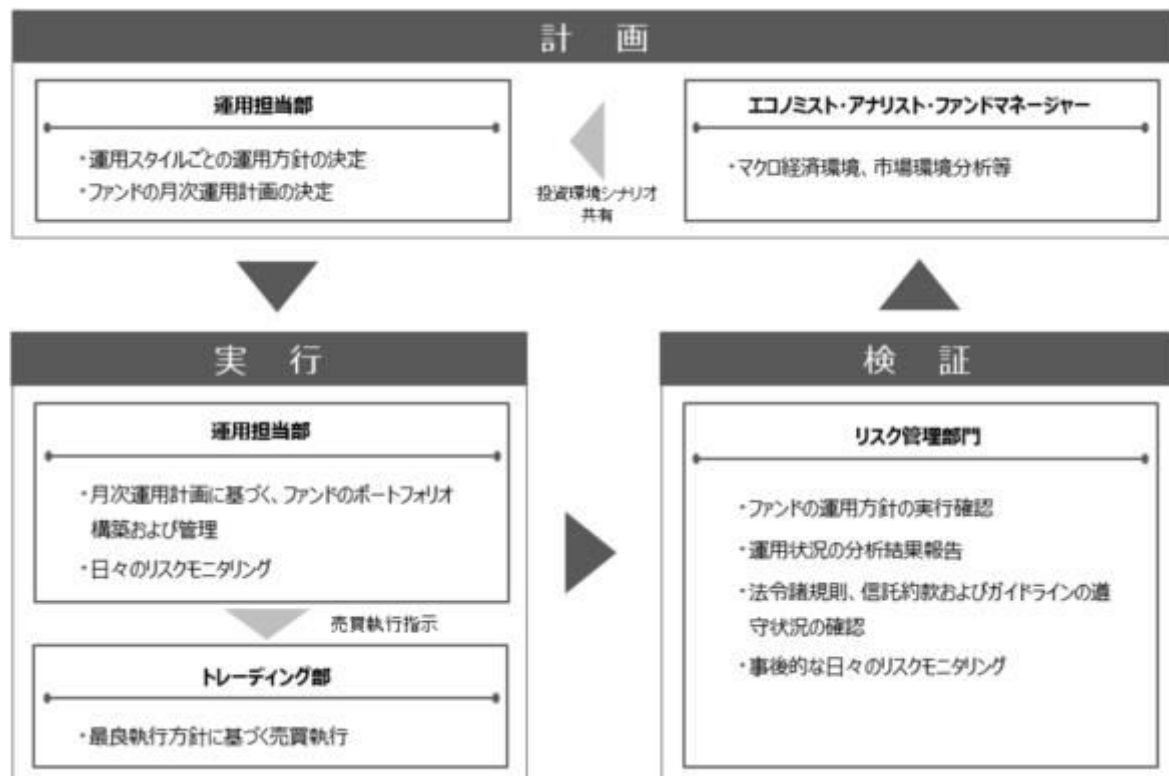 計 画
運用担当部
・運用スタイルごとの運用方針の決定
・ファンドの月次運用計画の決定
投資環境シナリオ
共有
エコノミスト・アナリスト・ファンドマネージャー
・マクロ経済環境、市場環境分析等
実 行
運用担当部
・月次運用計画に基づく、ファンドのポートフォリオ
構築および管理
・日々のリスクモニタリング
売買執行指示
トレーディング部
・最良執行方針に基づく売買執行
検 証
リスク管理部門
・ファンドの運用方針の実行確認
・運用状況の分析結果報告
・法令諸規則、信託約款およびガイドラインの遵
守状況の確認
・事後的な日々のリスクモニタリング